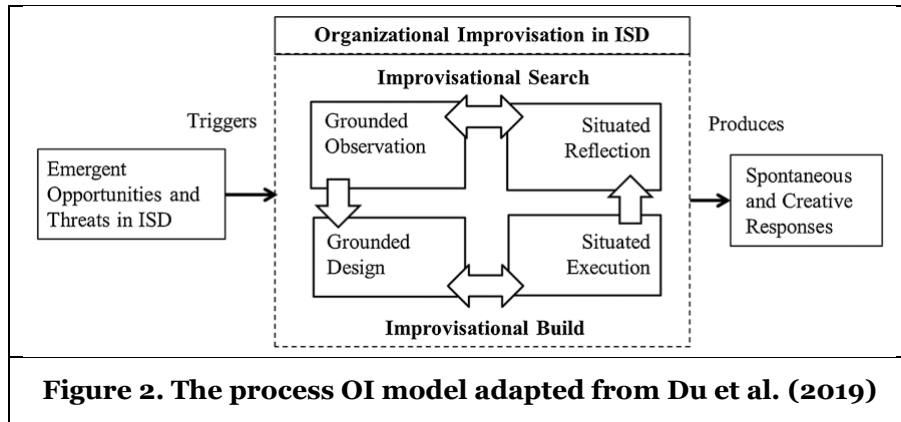 Organizational Improvisation in ISD
Improvisational Search
Triggers
Grounded
Observation
Situated
Reflection
Produces
Emergent
Opportunities and
Threats in ISD
Spontaneous
and Creative
Responses
Grounded
Design
Situated
Execution
Improvisational Build
Figure 2. The process OI model adapted from Du et al. (2019)